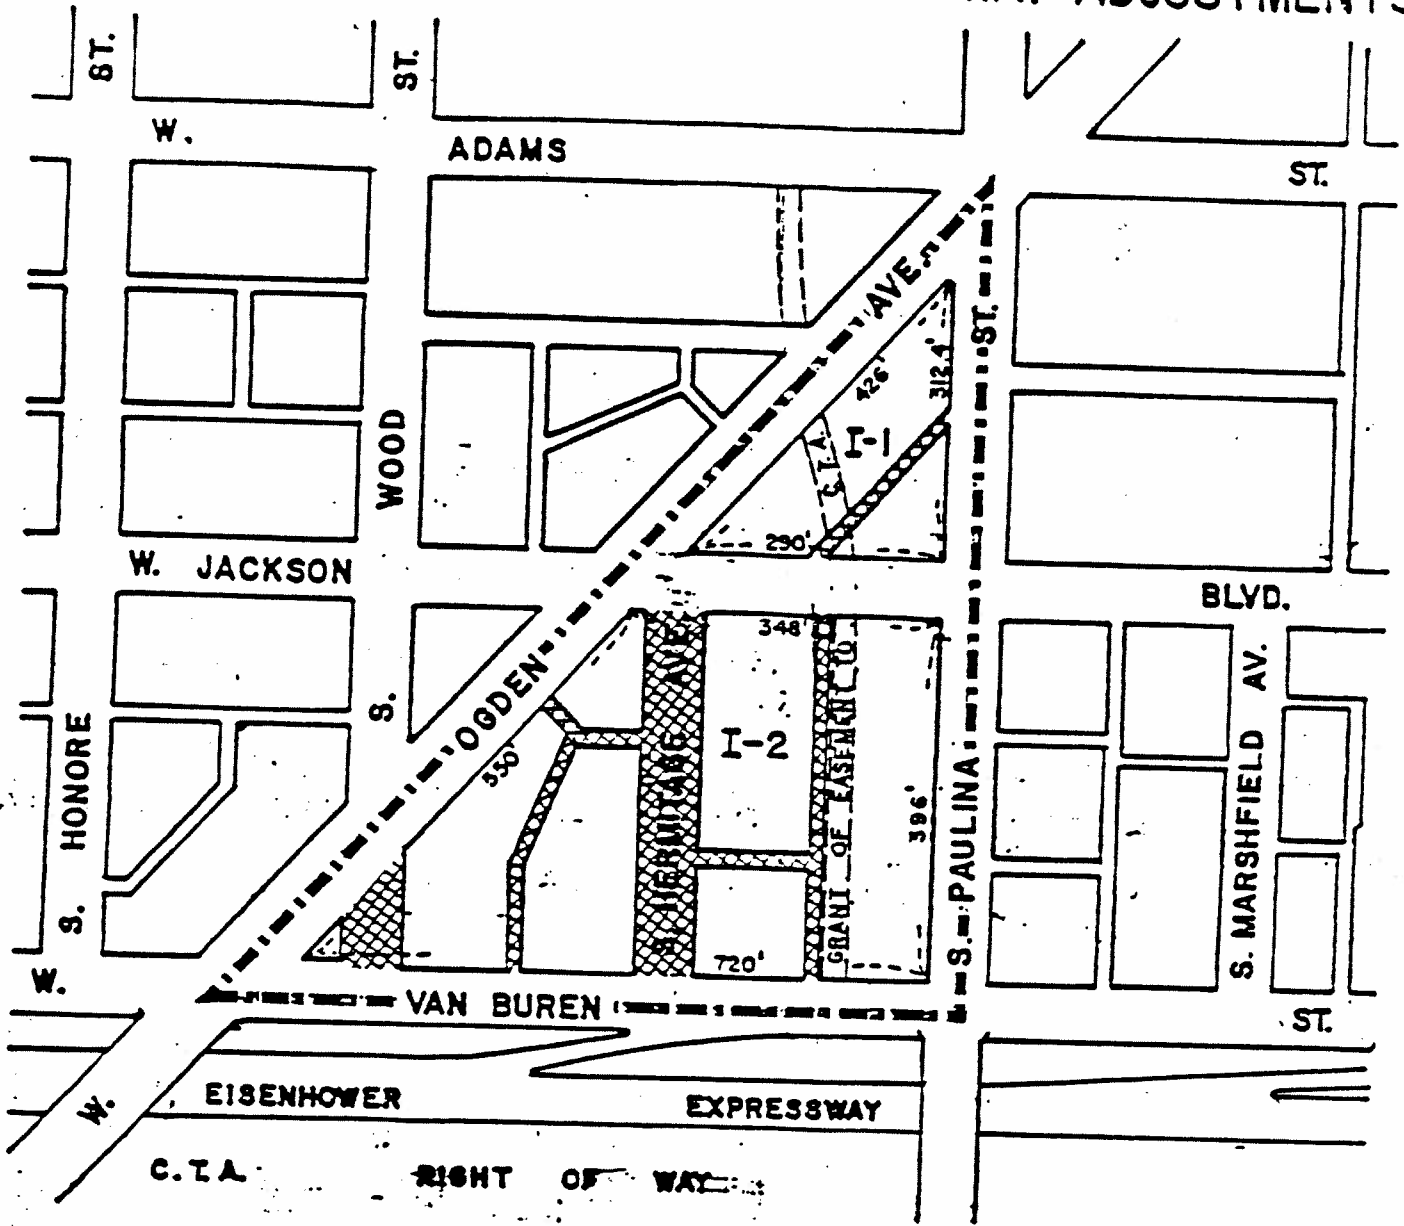 ADJUSTMENTS
ST.
ST.
W.
ADAMS
ST.
AVE.
ST.
426'
312.4'
I-1
C.T.A.
WOOD
290'
W. JACKSON
BLVD.
348'
S.
OGDEN
550'
I-2
S. HERMITAGE AVE.
GRANT OF EASEMENT TO
396'
S. PAULINA
S. HONORE
S. MARSHFIELD AV.
720'
W.
VAN BUREN
ST.
W.
EISENHOWER
EXPRESSWAY
C.T.A.
RIGHT OF WAY